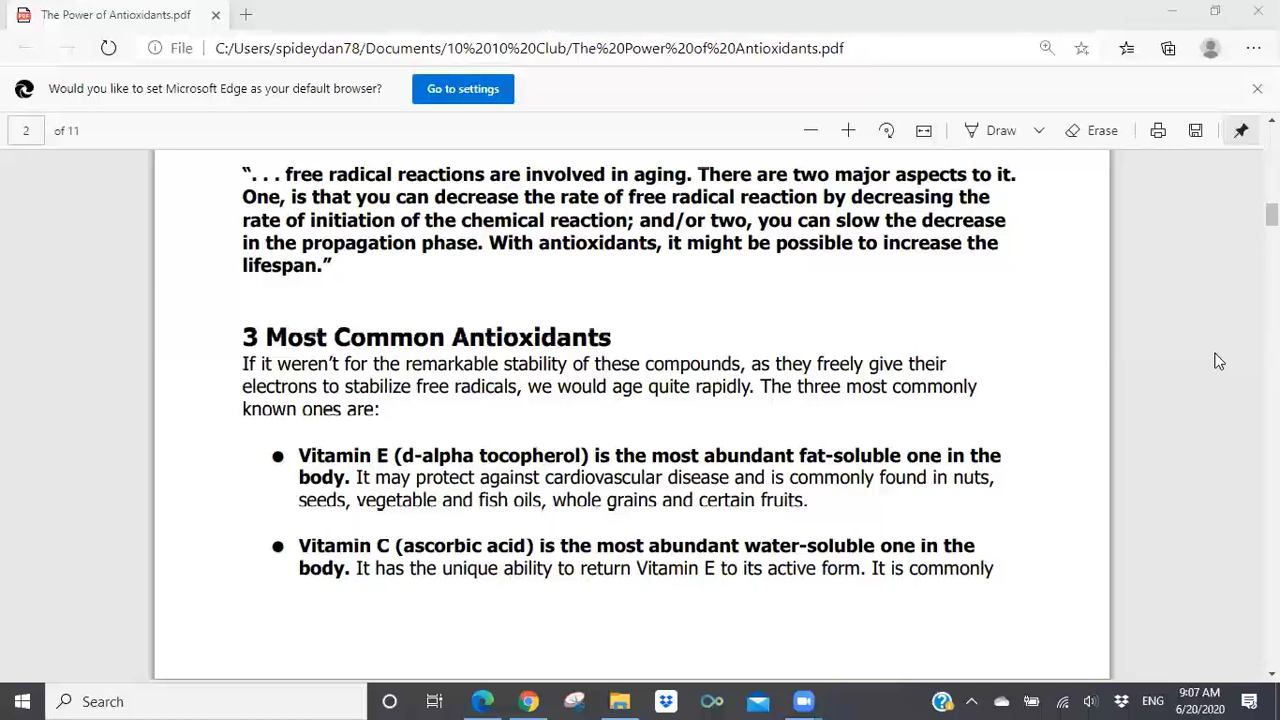 The Power of Antioxidants.pdf
File C:/Users/spideydan78/Documents/10%2010%20Club/The%20Power%20of%20Antioxidants.pdf
Would you like to set Microsoft Edge as your default browser? Go to settings
2 of 11 Draw Erase
“. . . free radical reactions are involved in aging. There are two major aspects to it.
One, is that you can decrease the rate of free radical reaction by decreasing the
rate of initiation of the chemical reaction; and/or two, you can slow the decrease
in the propagation phase. With antioxidants, it might be possible to increase the
lifespan.”
3 Most Common Antioxidants
If it weren’t for the remarkable stability of these compounds, as they freely give their
electrons to stabilize free radicals, we would age quite rapidly. The three most commonly
known ones are:
● Vitamin E (d-alpha tocopherol) is the most abundant fat-soluble one in the
body. It may protect against cardiovascular disease and is commonly found in nuts,
seeds, vegetable and fish oils, whole grains and certain fruits.
● Vitamin C (ascorbic acid) is the most abundant water-soluble one in the
body. It has the unique ability to return Vitamin E to its active form. It is commonly
Search ENG 9:07 AM
6/20/2020